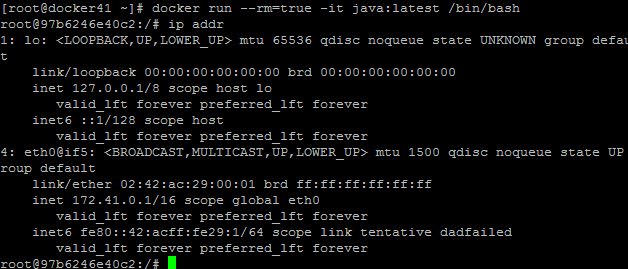 [root@docker41 ~]# docker run --rm=true -it java:latest /bin/bash
root@97b6246e40c2:/# ip addr
1: lo: <LOOPBACK,UP,LOWER_UP> mtu 65536 qdisc noqueue state UNKNOWN group defau
t
    link/loopback 00:00:00:00:00:00 brd 00:00:00:00:00:00
    inet 127.0.0.1/8 scope host lo
       valid_lft forever preferred_lft forever
    inet6 ::1/128 scope host
       valid_lft forever preferred_lft forever
4: eth0@if5: <BROADCAST,MULTICAST,UP,LOWER_UP> mtu 1500 qdisc noqueue state UP
roup default
    link/ether 02:42:ac:29:00:01 brd ff:ff:ff:ff:ff:ff
    inet 172.41.0.1/16 scope global eth0
       valid_lft forever preferred_lft forever
    inet6 fe80::42:acff:fe29:1/64 scope link tentative dadfailed
       valid_lft forever preferred_lft forever
root@97b6246e40c2:/#